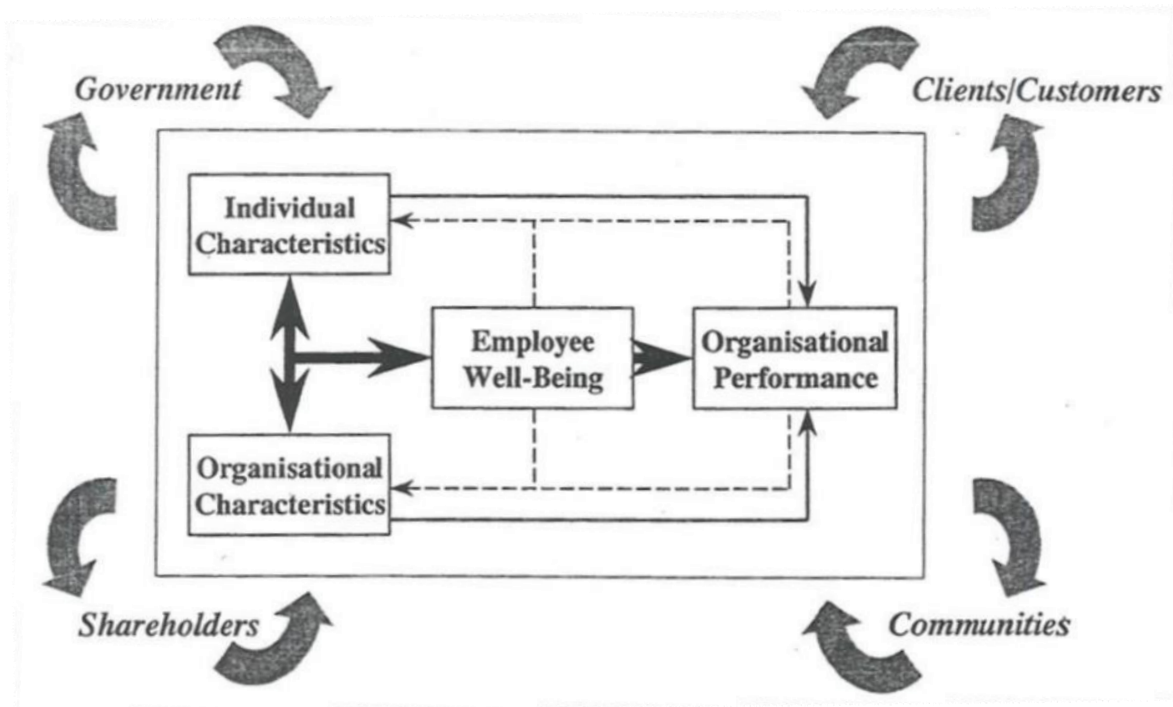 Government
Clients/Customers
Individual
Characteristics
Employee
Well-Being
Organisational
Performance
Organisational
Characteristics
Shareholders
Communities